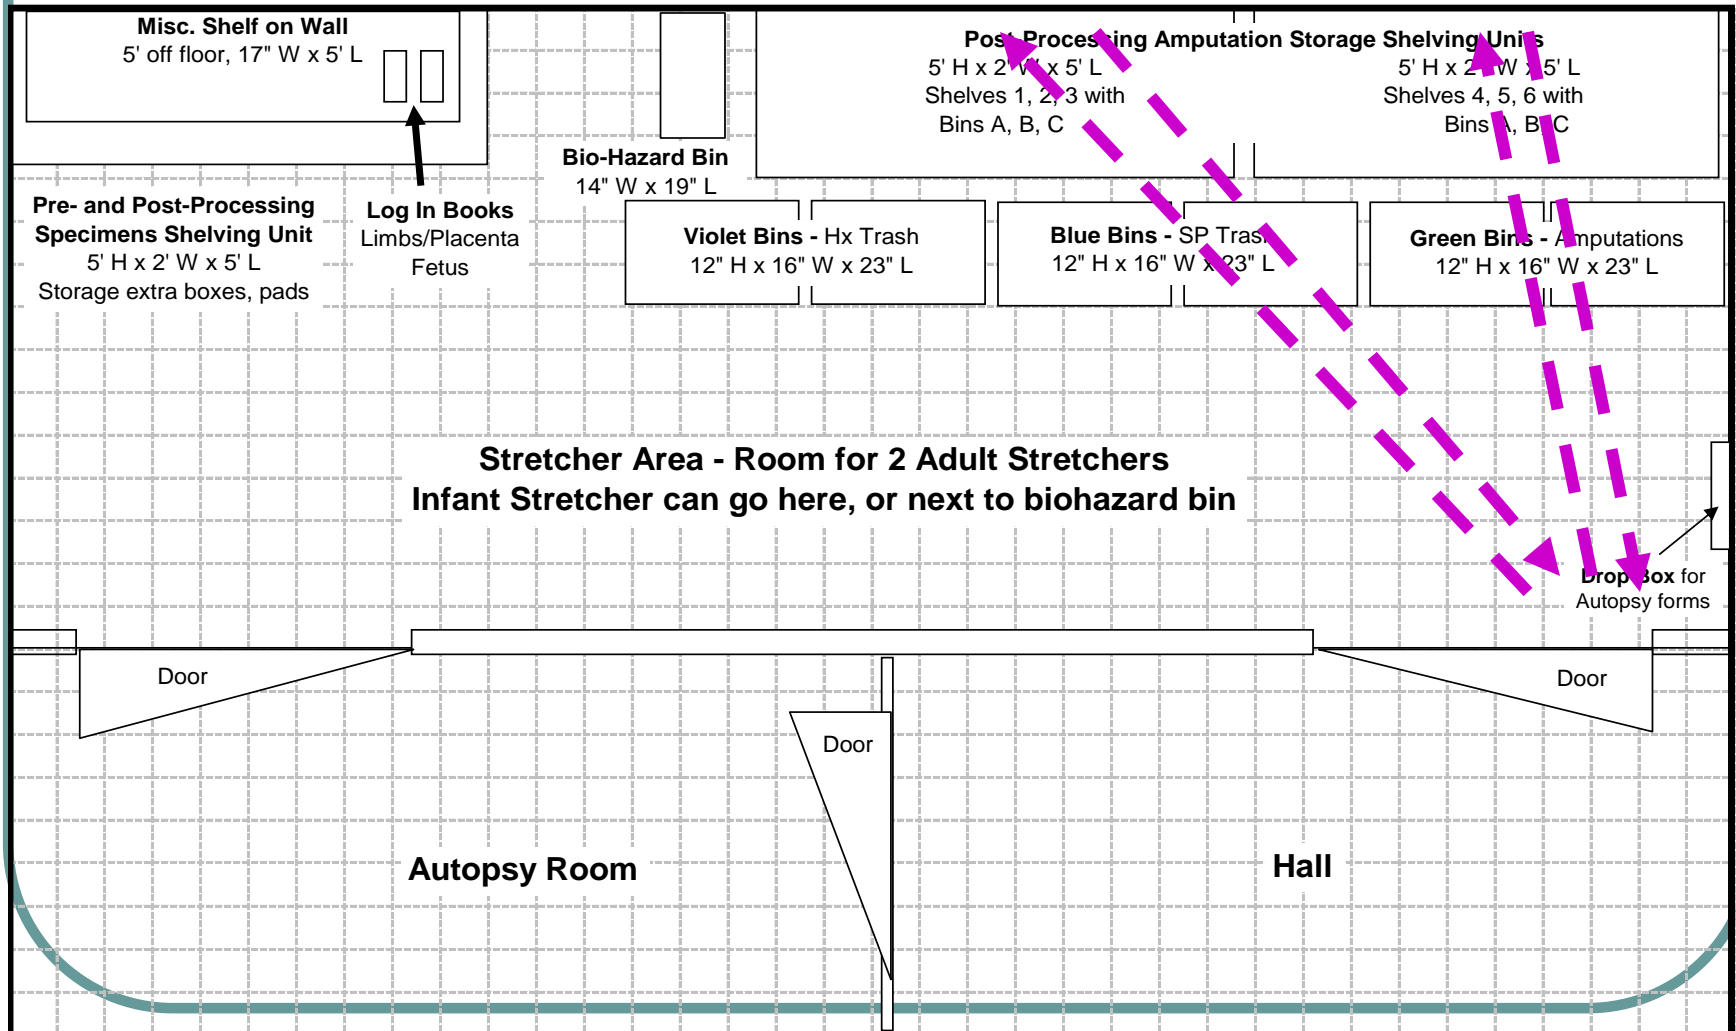 Misc. Shelf on Wall
5' off floor, 17" W x 5' L
Post-Processing Amputation Storage Shelving Units
5' H x 2' W x 5' L
Shelves 1, 2, 3 with
Bins A, B, C
5' H x 2' W x 5' L
Shelves 4, 5, 6 with
Bins A, B, C
Bio-Hazard Bin
14" W x 19" L
Pre- and Post-Processing
Specimens Shelving Unit
5' H x 2' W x 5' L
Storage extra boxes, pads
Log In Books
Limbs/Placenta
Fetus
Violet Bins - Hx Trash
12" H x 16" W x 23" L
Blue Bins - SP Trash
12" H x 16" W x 23" L
Green Bins - Amputations
12" H x 16" W x 23" L
Stretcher Area - Room for 2 Adult Stretchers
Infant Stretcher can go here, or next to biohazard bin
Drop Box for
Autopsy forms
Door
Door
Door
Autopsy Room
Hall